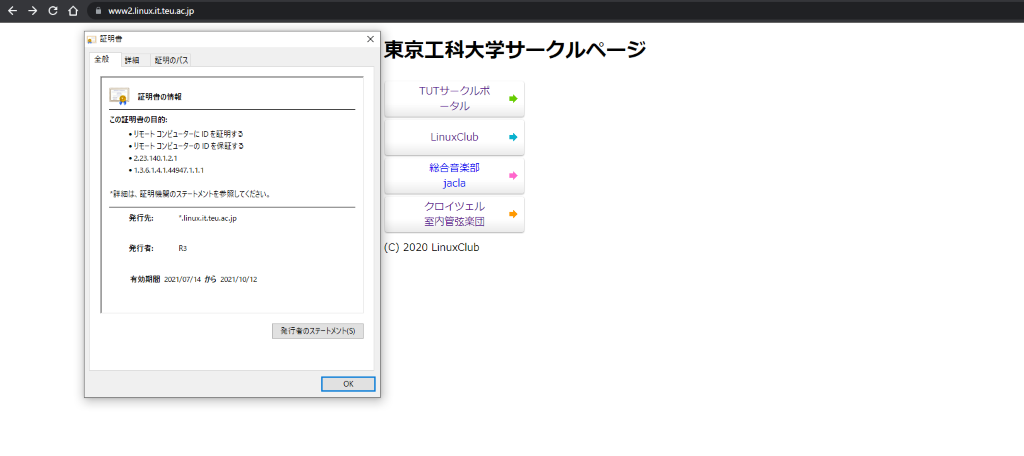 www2.linux.it.teu.ac.jp
証明書
全般 詳細 証明のパス
証明書の情報
この証明書の目的:
• リモート コンピューターに ID を証明する
• リモート コンピューターの ID を保証する
• 2.23.140.1.2.1
• 1.3.6.1.4.1.44947.1.1.1
*詳細は、証明機関のステートメントを参照してください。
発行先: *.linux.it.teu.ac.jp
発行者: R3
有効期間 2021/07/14 から 2021/10/12
発行者のステートメント(S)
OK
東京工科大学サークルページ
TUTサークルポ
ータル
LinuxClub
総合音楽部
jacla
クロイツェル
室内管弦楽団
(C) 2020 LinuxClub